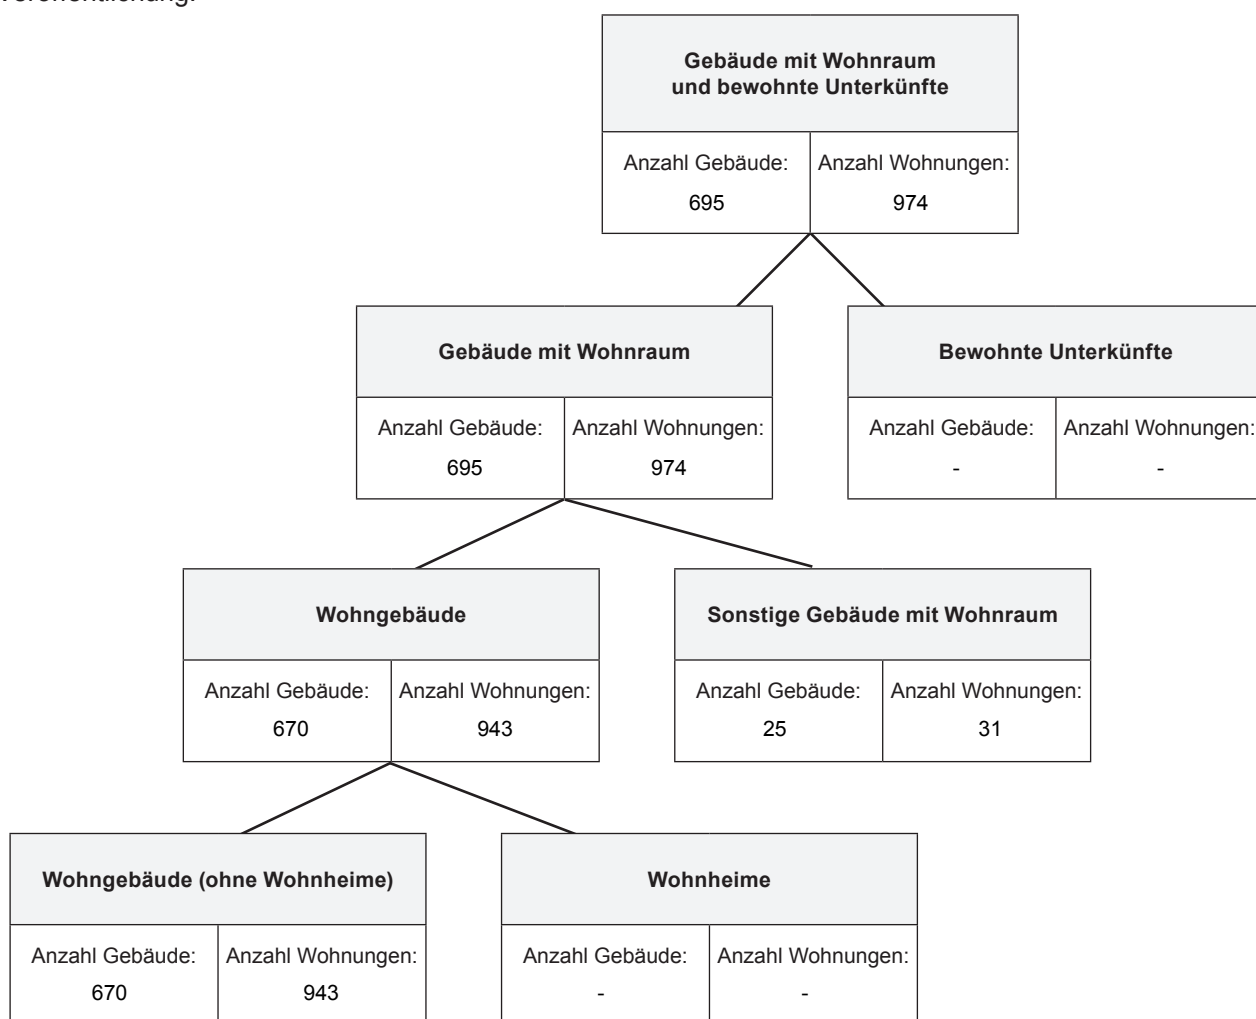 Veröffentlichung.
Gebäude mit Wohnraum
und bewohnte Unterkünfte
Anzahl Gebäude: Anzahl Wohnungen:
695 974
Gebäude mit Wohnraum Bewohnte Unterkünfte
Anzahl Gebäude: Anzahl Wohnungen: Anzahl Gebäude: Anzahl Wohnungen:
695 974 - -
Wohngebäude Sonstige Gebäude mit Wohnraum
Anzahl Gebäude: Anzahl Wohnungen: Anzahl Gebäude: Anzahl Wohnungen:
670 943 25 31
Wohngebäude (ohne Wohnheime) Wohnheime
Anzahl Gebäude: Anzahl Wohnungen: Anzahl Gebäude: Anzahl Wohnungen:
670 943 - -